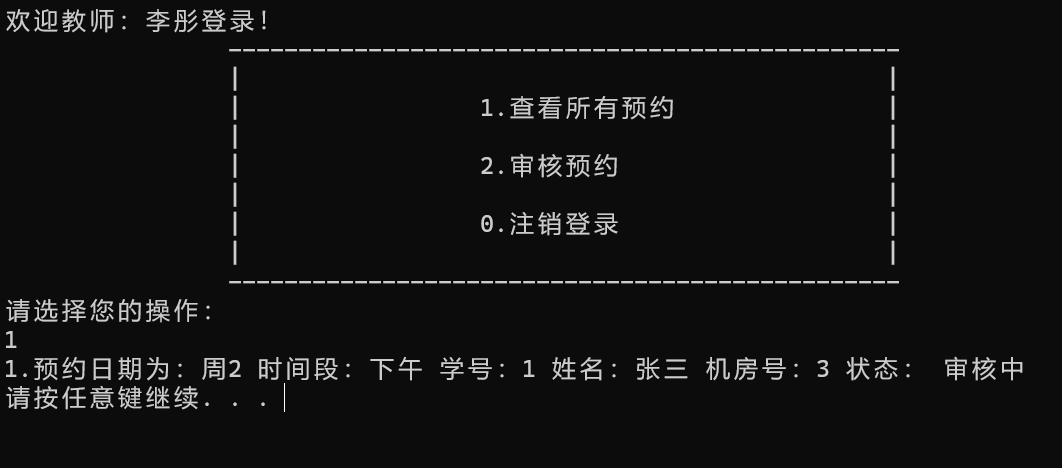 欢迎教师：李彤登录！
1.查看所有预约
2.审核预约
0.注销登录
请选择您的操作：
1
1.预约日期为：周2 时间段：下午 学号：1 姓名：张三 机房号：3 状态： 审核中
请按任意键继续. . .